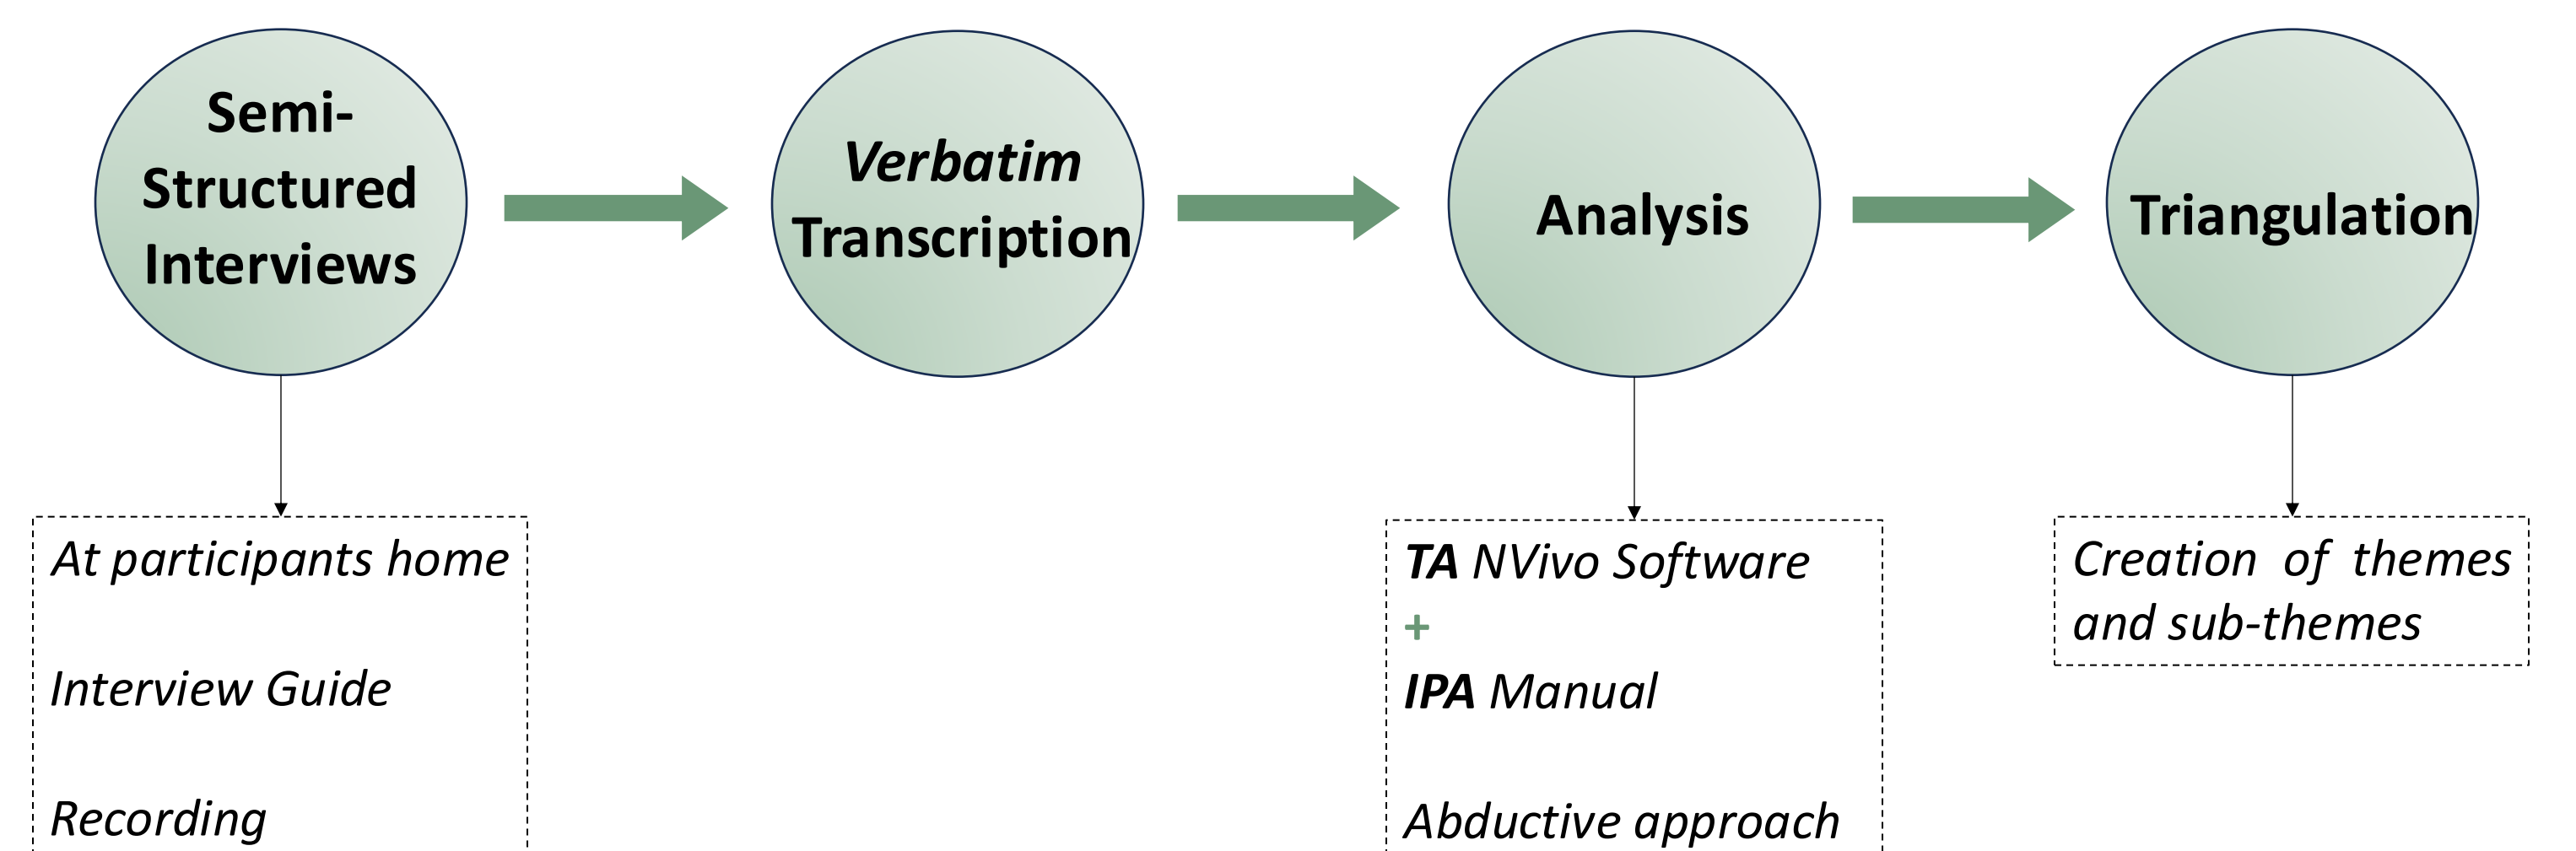 Semi-
Structured
Interviews
Verbatim
Transcription
Analysis
Triangulation
At participants home
Interview Guide
Recording
TA NVivo Software
+
IPA Manual
Abductive approach
Creation of themes
and sub-themes